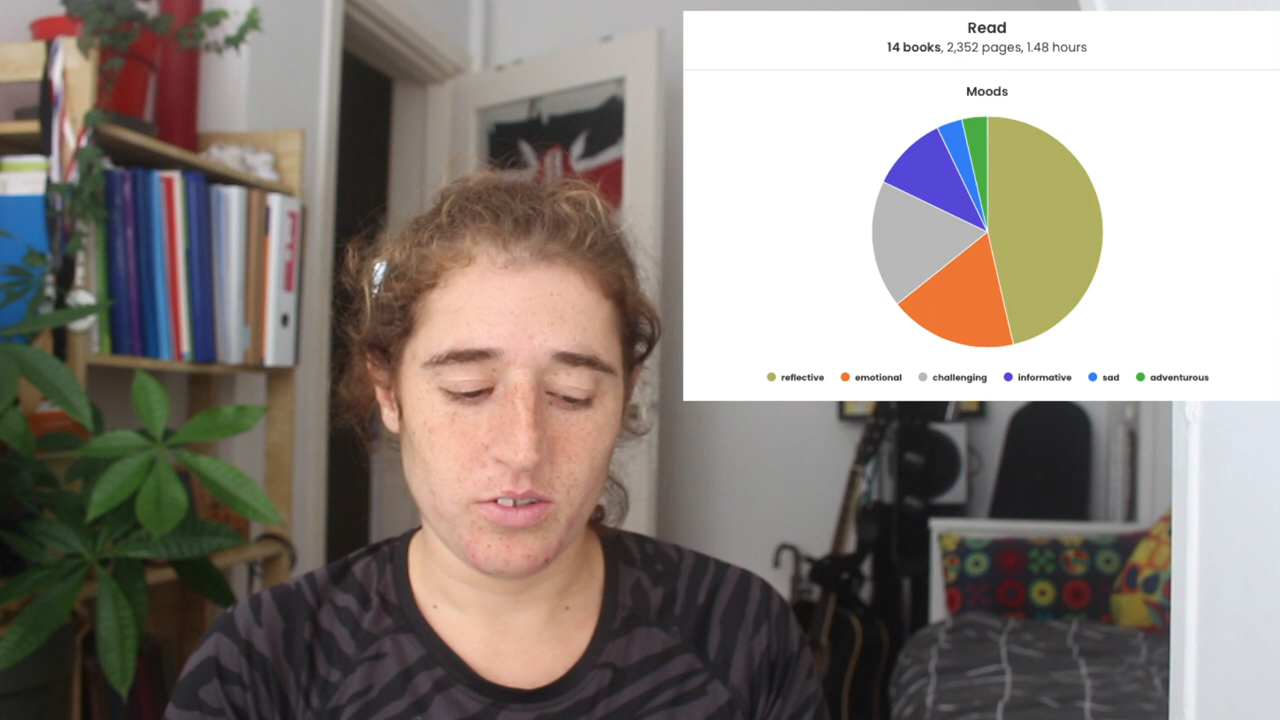 Read
14 books, 2,352 pages, 1.48 hours
Moods
reflective emotional challenging informative sad adventurous